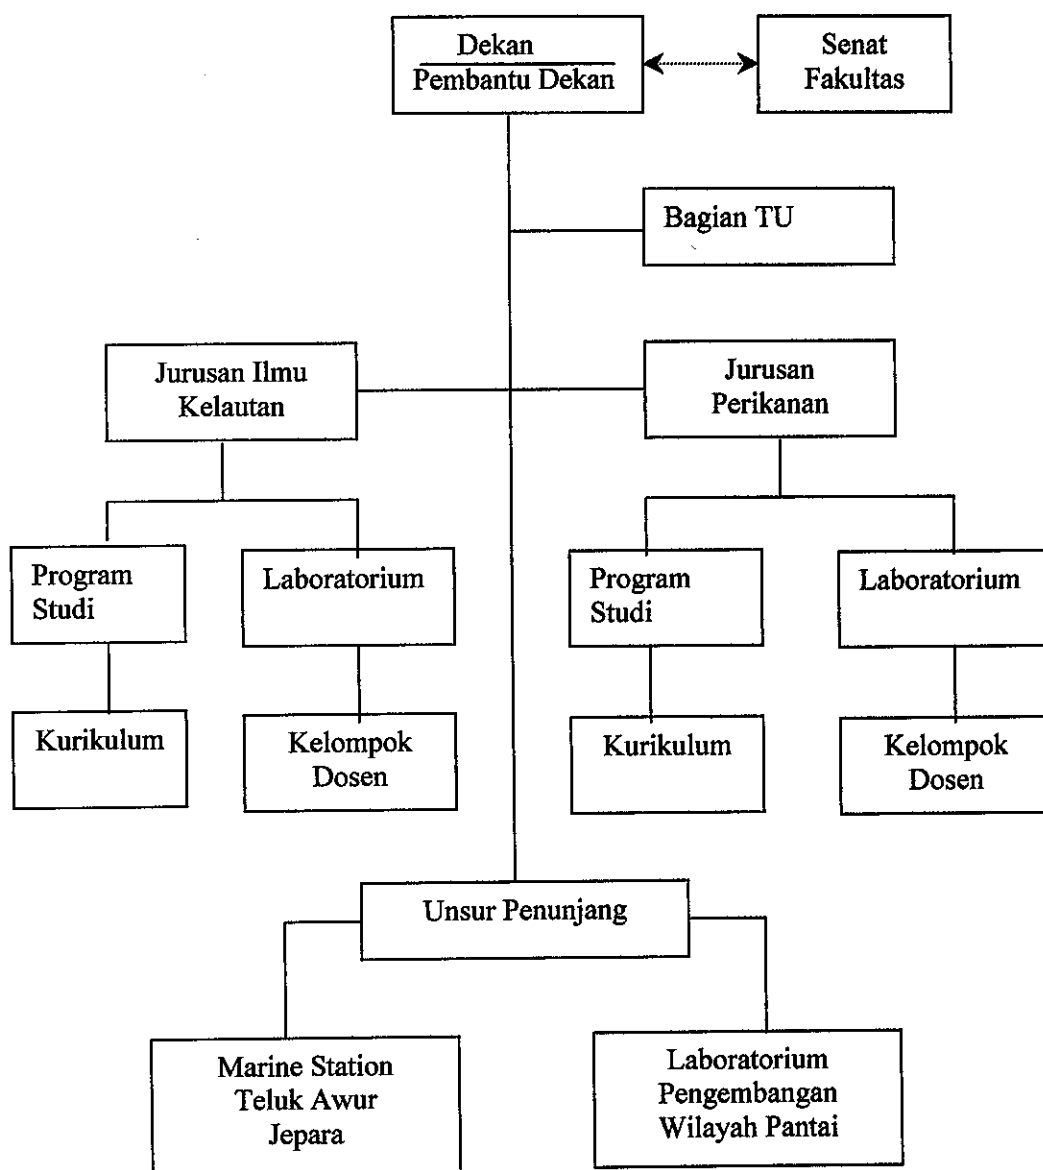 Dekan
Pembantu Dekan
Senat
Fakultas
Bagian TU
Jurusan Ilmu
Kelautan
Jurusan
Perikanan
Program
Studi
Laboratorium
Program
Studi
Laboratorium
Kurikulum
Kelompok
Dosen
Kurikulum
Kelompok
Dosen
Unsur Penunjang
Marine Station
Teluk Awur
Jepara
Laboratorium
Pengembangan
Wilayah Pantai